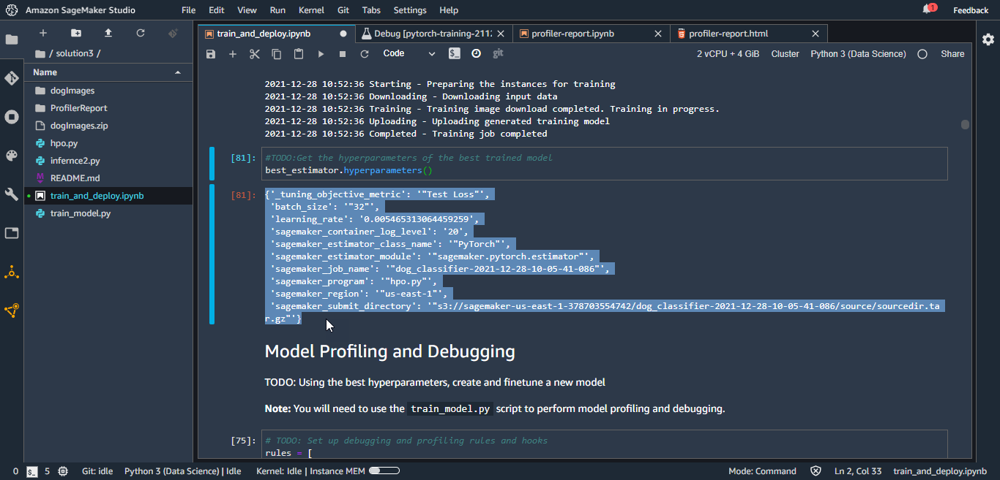 Amazon SageMaker Studio File Edit View Run Kernel Git Tabs Settings Help 1 Feedback
train_and_deploy.ipynb Debug [pytorch-training-2112 profiler-report.ipynb profiler-report.html
/ solution3 /
Code git 2 vCPU + 4 GiB Cluster Python 3 (Data Science) Share
Name
dogImages
ProfilerReport
dogImages.zip
hpo.py
infernce2.py
README.md
train_and_deploy.ipynb
train_model.py
2021-12-28 10:52:36 Starting - Preparing the instances for training
2021-12-28 10:52:36 Downloading - Downloading input data
2021-12-28 10:52:36 Training - Training image download completed. Training in progress.
2021-12-28 10:52:36 Uploading - Uploading generated training model
2021-12-28 10:52:36 Completed - Training job completed
[81]: #TODO:Get the hyperparameters of the best trained model
best_estimator.hyperparameters()
[81]: {'_tuning_objective_metric': '"Test Loss"',
'batch_size': '"32"',
'learning_rate': '0.005465313064459259',
'sagemaker_container_log_level': '20',
'sagemaker_estimator_class_name': '"PyTorch"',
'sagemaker_estimator_module': '"sagemaker.pytorch.estimator"',
'sagemaker_job_name': '"dog_classifier-2021-12-28-10-05-41-086"',
'sagemaker_program': '"hpo.py"',
'sagemaker_region': '"us-east-1"',
'sagemaker_submit_directory': '"s3://sagemaker-us-east-1-378703554742/dog_classifier-2021-12-28-10-05-41-086/source/sourcedir.ta
r.gz"'}
Model Profiling and Debugging
TODO: Using the best hyperparameters, create and finetune a new model
Note: You will need to use the train_model.py script to perform model profiling and debugging.
[75]: # TODO: Set up debugging and profiling rules and hooks
rules = [
0 $_ 5 Git: idle Python 3 (Data Science) | Idle Kernel: Idle | Instance MEM Mode: Command Ln 2, Col 33 train_and_deploy.ipynb